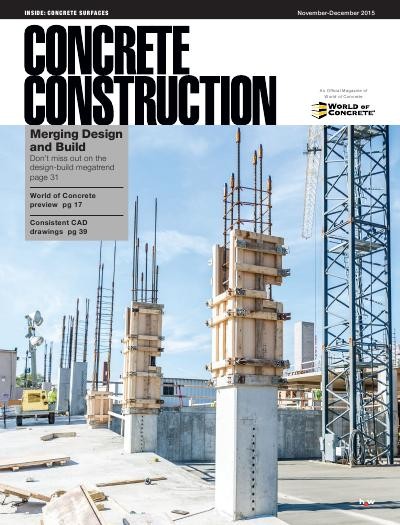 INSIDE: CONCRETE SURFACES
November-December 2015
CONCRETE
CONSTRUCTION
An Official Magazine of
World of Concrete
WORLD OF
CONCRETE®
Merging Design
and Build
Don't miss out on the
design-build megatrend
page 31
World of Concrete
preview pg 17
Consistent CAD
drawings pg 39